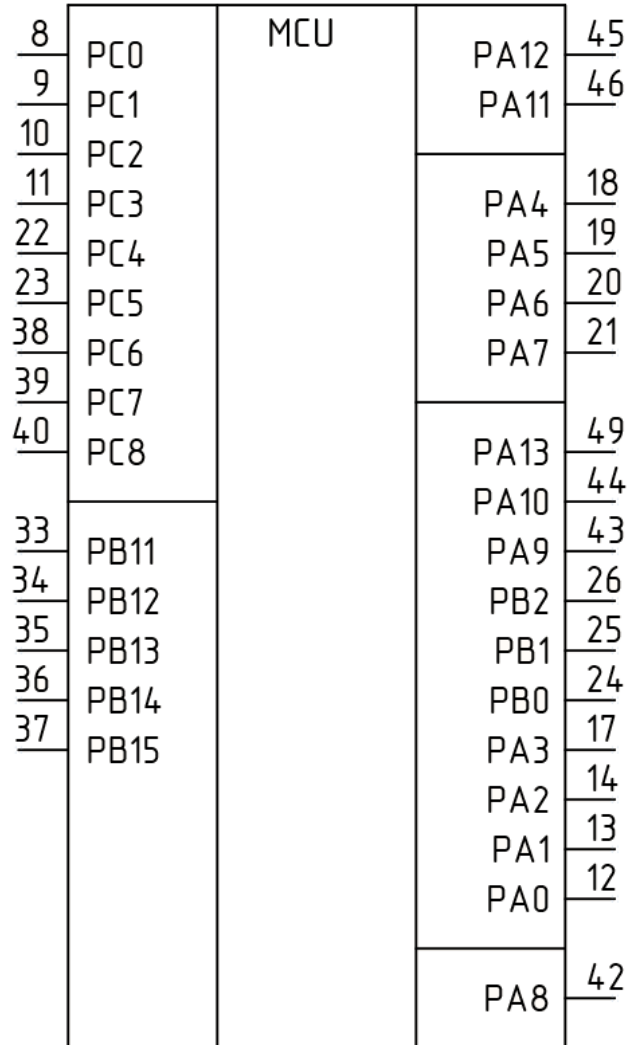 MCU
8 PC0
9 PC1
10 PC2
11 PC3
22 PC4
23 PC5
38 PC6
39 PC7
40 PC8
33 PB11
34 PB12
35 PB13
36 PB14
37 PB15
PA12 45
PA11 46
PA4 18
PA5 19
PA6 20
PA7 21
PA13 49
PA10 44
PA9 43
PB2 26
PB1 25
PB0 24
PA3 17
PA2 14
PA1 13
PA0 12
PA8 42